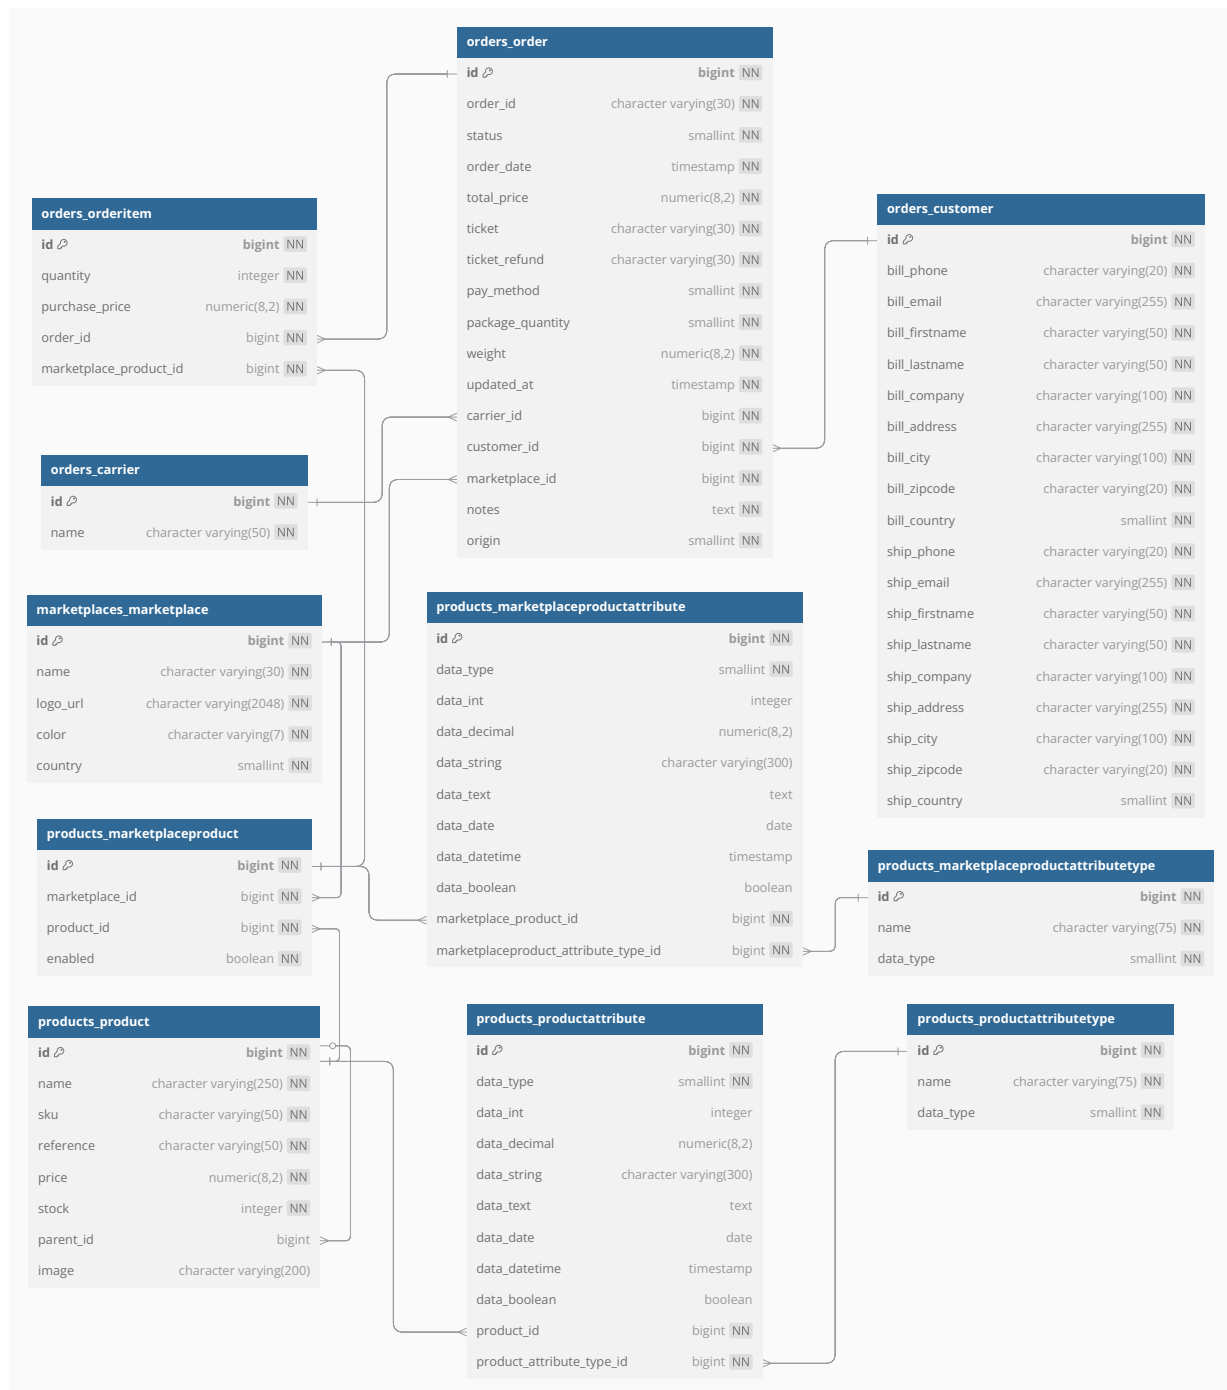 orders_order
id bigint NN
order_id character varying(30) NN
status smallint NN
order_date timestamp NN
total_price numeric(8,2) NN
ticket character varying(30) NN
ticket_refund character varying(30) NN
pay_method smallint NN
package_quantity smallint NN
weight numeric(8,2) NN
updated_at timestamp NN
carrier_id bigint NN
customer_id bigint NN
marketplace_id bigint NN
notes text NN
origin smallint NN
orders_orderitem
id bigint NN
quantity integer NN
purchase_price numeric(8,2) NN
order_id bigint NN
marketplace_product_id bigint NN
orders_customer
id bigint NN
bill_phone character varying(20) NN
bill_email character varying(255) NN
bill_firstname character varying(50) NN
bill_lastname character varying(50) NN
bill_company character varying(100) NN
bill_address character varying(255) NN
bill_city character varying(100) NN
bill_zipcode character varying(20) NN
bill_country smallint NN
ship_phone character varying(20) NN
ship_email character varying(255) NN
ship_firstname character varying(50) NN
ship_lastname character varying(50) NN
ship_company character varying(100) NN
ship_address character varying(255) NN
ship_city character varying(100) NN
ship_zipcode character varying(20) NN
ship_country smallint NN
orders_carrier
id bigint NN
name character varying(50) NN
marketplaces_marketplace
id bigint NN
name character varying(30) NN
logo_url character varying(2048) NN
color character varying(7) NN
country smallint NN
products_marketplaceproductattribute
id bigint NN
data_type smallint NN
data_int integer
data_decimal numeric(8,2)
data_string character varying(300)
data_text text
data_date date
data_datetime timestamp
data_boolean boolean
marketplace_product_id bigint NN
marketplaceproduct_attribute_type_id bigint NN
products_marketplaceproduct
id bigint NN
marketplace_id bigint NN
product_id bigint NN
enabled boolean NN
products_marketplaceproductattributetype
id bigint NN
name character varying(75) NN
data_type smallint NN
products_product
id bigint NN
name character varying(250) NN
sku character varying(50) NN
reference character varying(50) NN
price numeric(8,2) NN
stock integer NN
parent_id bigint
image character varying(200)
products_productattribute
id bigint NN
data_type smallint NN
data_int integer
data_decimal numeric(8,2)
data_string character varying(300)
data_text text
data_date date
data_datetime timestamp
data_boolean boolean
product_id bigint NN
product_attribute_type_id bigint NN
products_productattributetype
id bigint NN
name character varying(75) NN
data_type smallint NN